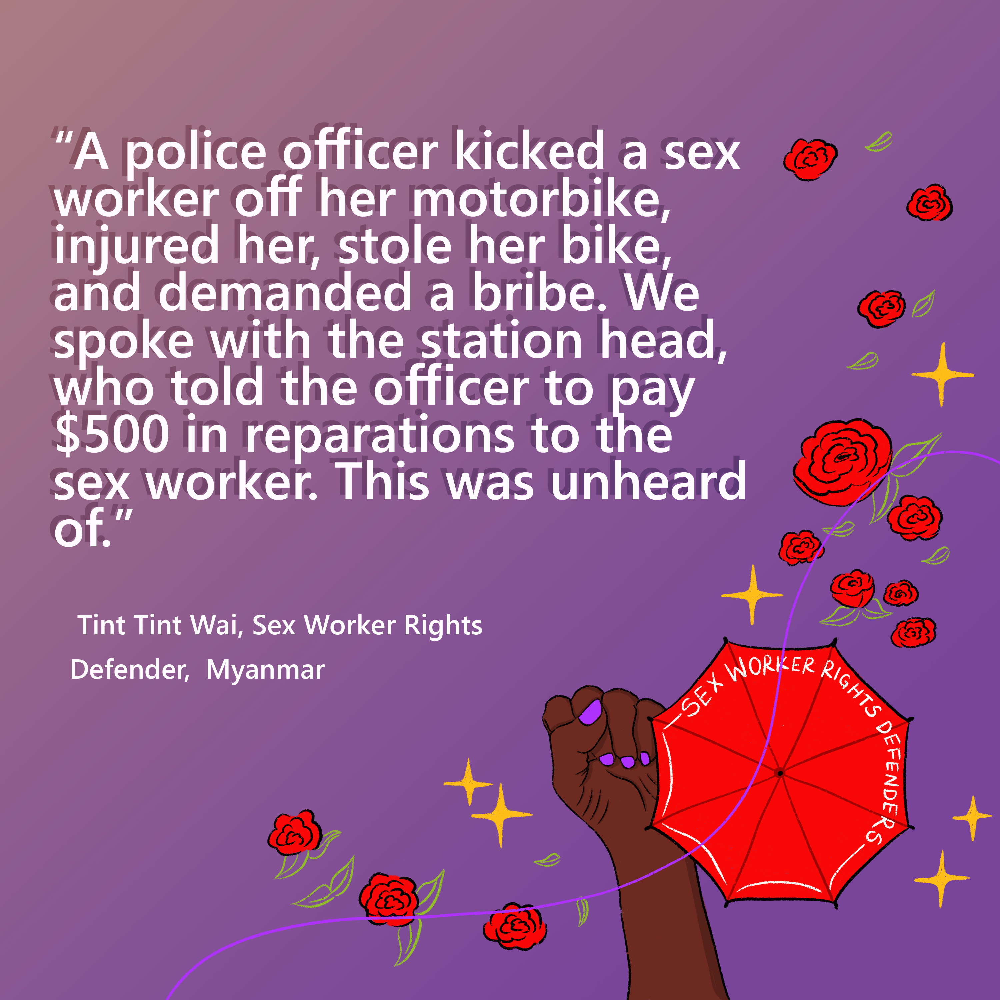 “A police officer kicked a sex
worker off her motorbike,
injured her, stole her bike,
and demanded a bribe. We
spoke with the station head,
who told the officer to pay
$500 in reparations to the
sex worker. This was unheard
of.”
Tint Tint Wai, Sex Worker Rights
Defender, Myanmar
SEX WORKER RIGHTS DEFENDERS